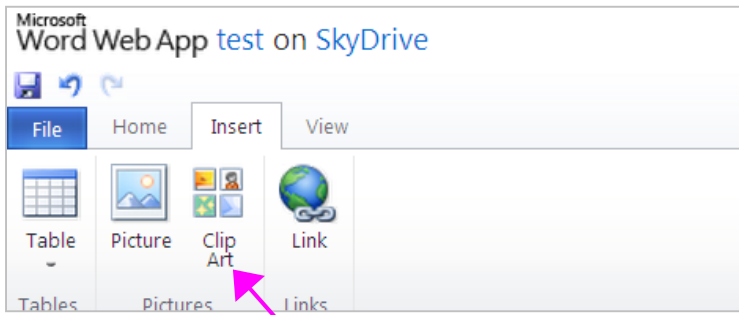 Microsoft
Word Web App test on SkyDrive
File Home Insert View
Table Picture Clip Art Link
Tables Pictures Links